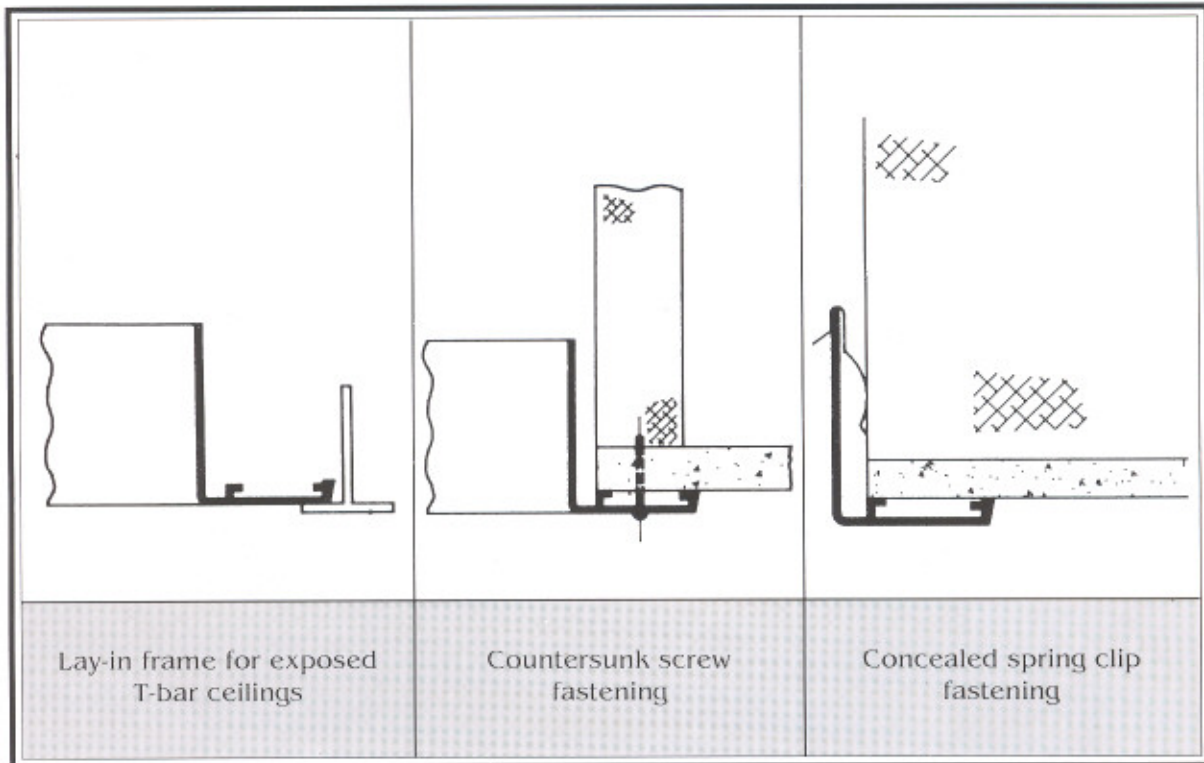 Lay-in frame for exposed
T-bar ceilings
Countersunk screw
fastening
Concealed spring clip
fastening